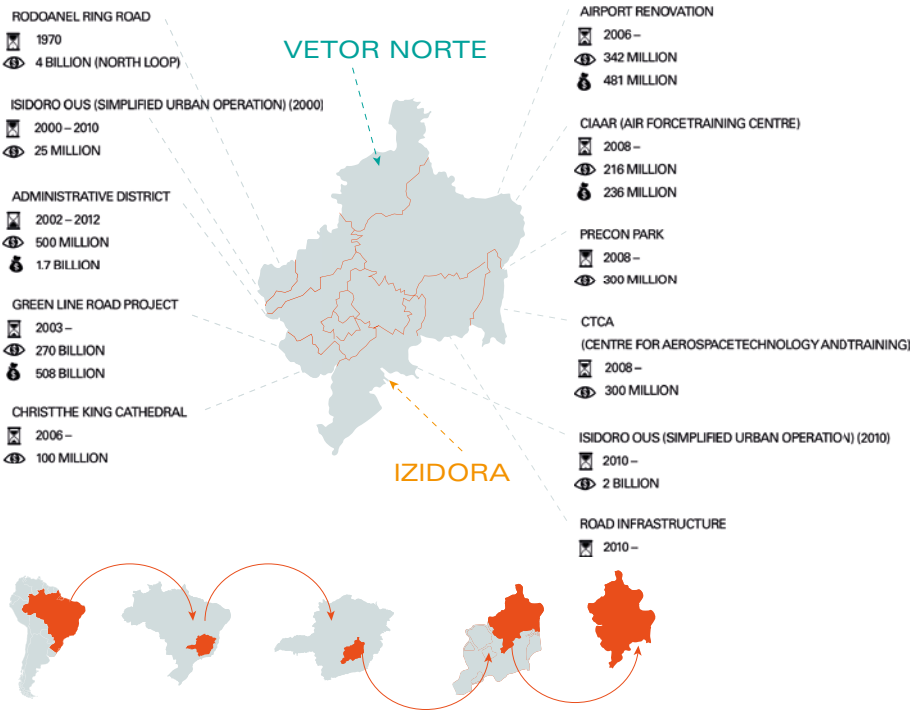 RODOANEL RING ROAD
1970
4 BILLION (NORTH LOOP)
ISIDORO OUS (SIMPLIFIED URBAN OPERATION) (2000)
2000 – 2010
25 MILLION
ADMINISTRATIVE DISTRICT
2002 – 2012
500 MILLION
1.7 BILLION
GREEN LINE ROAD PROJECT
2003 –
270 BILLION
508 BILLION
CHRISTTHE KING CATHEDRAL
2006 –
100 MILLION
VETOR NORTE
IZIDORA
AIRPORT RENOVATION
2006 –
342 MILLION
481 MILLION
CIAAR (AIR FORCETRAINING CENTRE)
2008 –
216 MILLION
236 MILLION
PRECON PARK
2008 –
300 MILLION
CTCA
(CENTRE FOR AEROSPACETECHNOLOGY ANDTRAINING)
2008 –
300 MILLION
ISIDORO OUS (SIMPLIFIED URBAN OPERATION) (2010)
2010 –
2 BILLION
ROAD INFRASTRUCTURE
2010 –